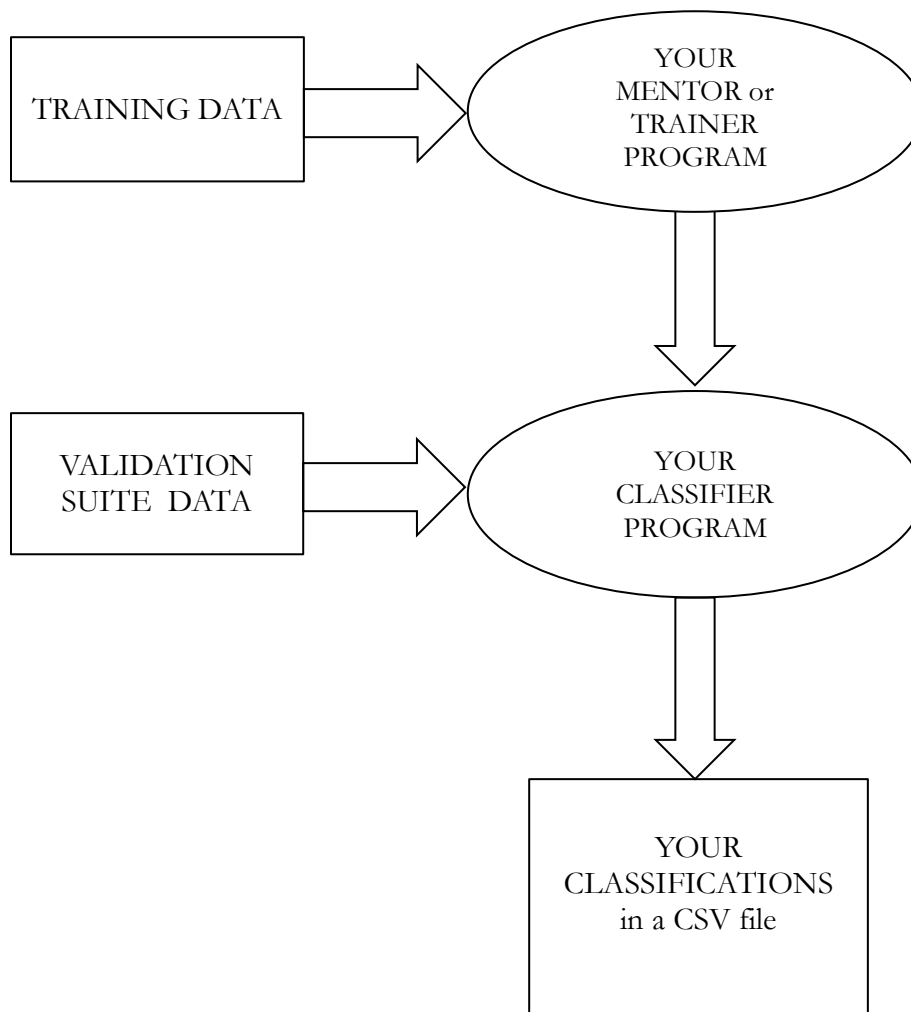 TRAINING DATA
YOUR
MENTOR or
TRAINER
PROGRAM
VALIDATION
SUITE DATA
YOUR
CLASSIFIER
PROGRAM
YOUR
CLASSIFICATIONS
in a CSV file